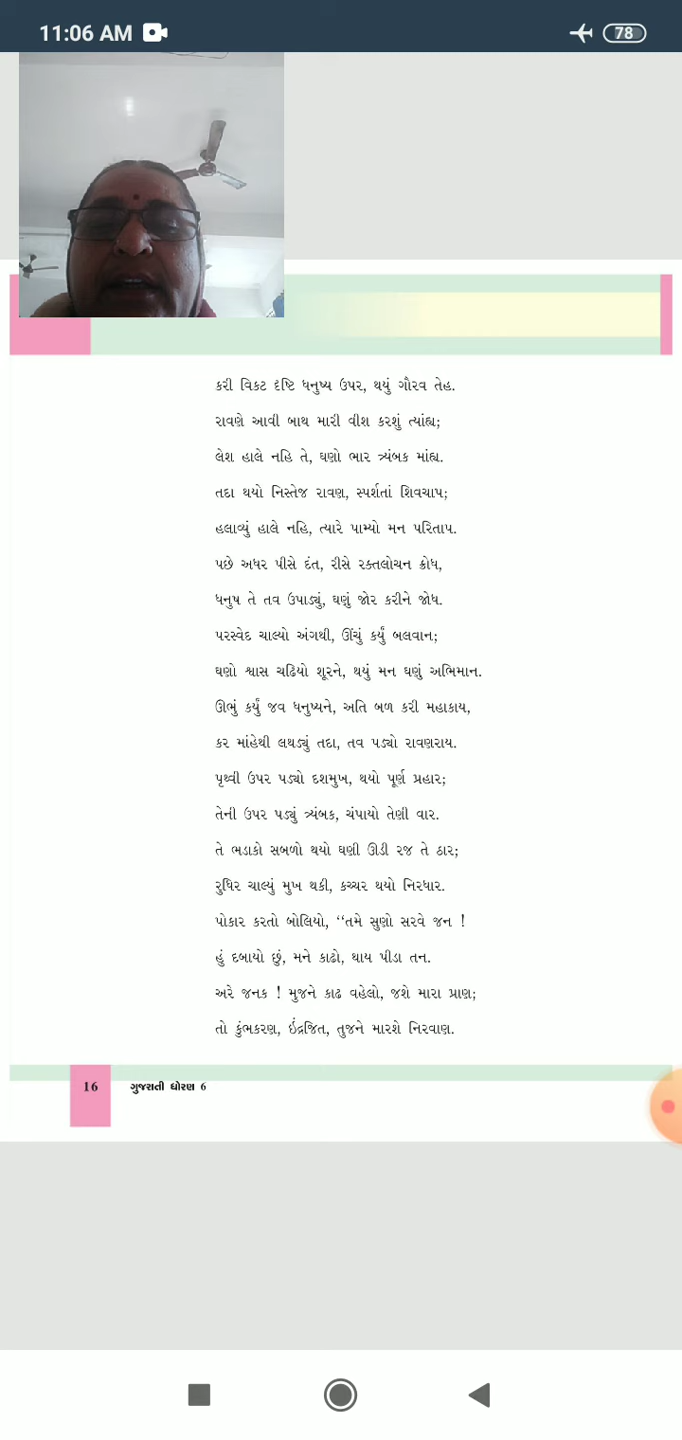 11:06 AM
78
કરી વિકટ દૃષ્ટિ ધનુષ્ય ઉપર, થયું ગૌરવ તેહ.
રાવણે આવી બાથ મારી વીશ કરશું ત્યાંહ્ય;
લેશ હાલે નહિ તે, ઘણો ભાર ત્ર્યંબક માંહ્ય.
તદા થયો નિસ્તેજ રાવણ, સ્પર્શતાં શિવચાપ;
હલાવ્યું હાલે નહિ, ત્યારે પામ્યો મન પરિતાપ.
પછે અધર પીસે દંત, રીસે રક્તલોચન ક્રોધ,
ધનુષ તે તવ ઉપાડ્યું, ઘણું જોર કરીને જોધ.
પરસ્વેદ ચાલ્યો અંગથી, ઊંચું કર્યું બલવાન;
ઘણો શ્વાસ ચઢિયો શૂરને, થયું મન ઘણું અભિમાન.
ઊભું કર્યું જવ ધનુષ્યને, અતિ બળ કરી મહાકાય,
કર માંહેથી લથડ્યું તદા, તવ પડ્યો રાવણરાય.
પૃથ્વી ઉપર પડ્યો દશમુખ, થયો પૂર્ણ પ્રહાર;
તેની ઉપર પડ્યું ત્ર્યંબક, ચંપાયો તેણી વાર.
તે ભડાકો સબળો થયો ઘણી ઊડી રજ તે ઠાર;
રુધિર ચાલ્યું મુખ થકી, કચ્ચર થયો નિરધાર.
પોકાર કરતો બોલિયો, “તમે સુણો સરવે જન !
હું દબાયો છું, મને કાઢો, થાય પીડા તન.
અરે જનક ! મુજને કાઢ વહેલો, જશે મારા પ્રાણ;
તો કુંભકરણ, ઇંદ્રજિત, તુજને મારશે નિરવાણ.
16 ગુજરાતી ધોરણ 6